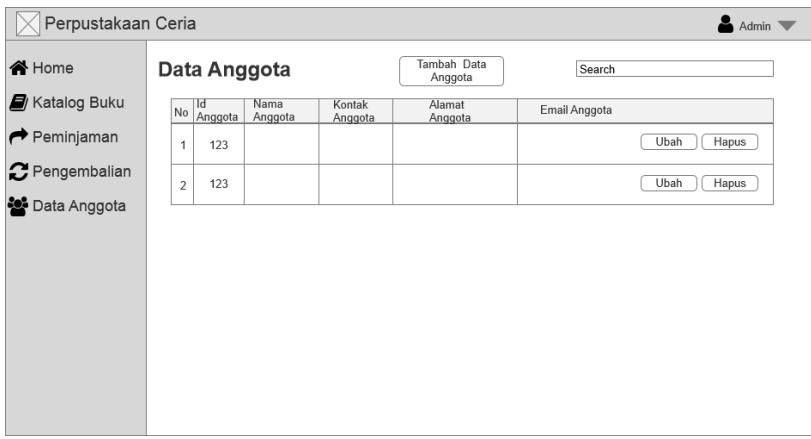 Perpustakaan Ceria
Admin
Home
Katalog Buku
Peminjaman
Pengembalian
Data Anggota
Data Anggota
Tambah Data
Anggota
Search
No Id Anggota Nama Anggota Kontak Anggota Alamat Anggota Email Anggota
1 123 Ubah Hapus
2 123 Ubah Hapus